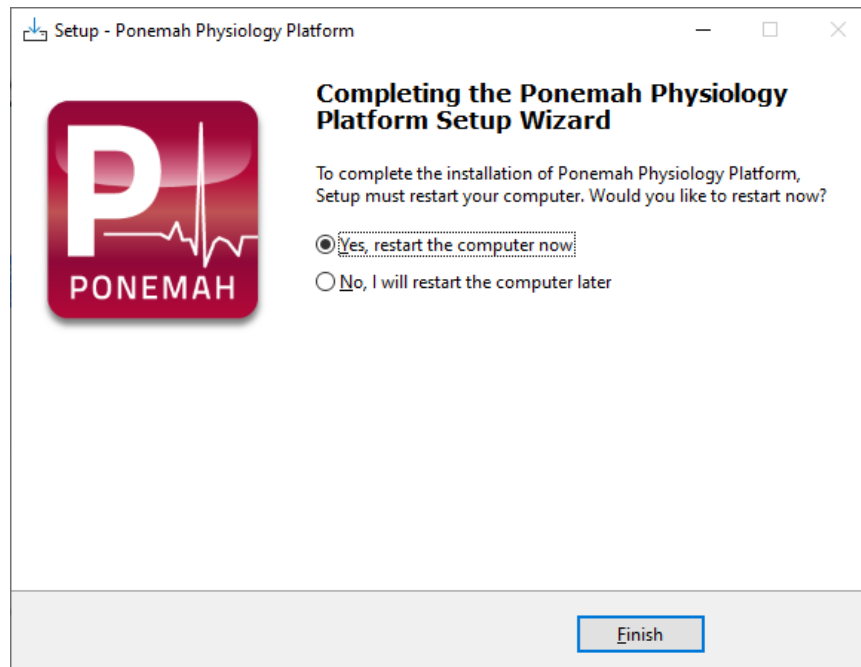 Setup - Ponemah Physiology Platform
Completing the Ponemah Physiology
Platform Setup Wizard
To complete the installation of Ponemah Physiology Platform,
Setup must restart your computer. Would you like to restart now?
Yes, restart the computer now
No, I will restart the computer later
P
PONEMAH
Finish